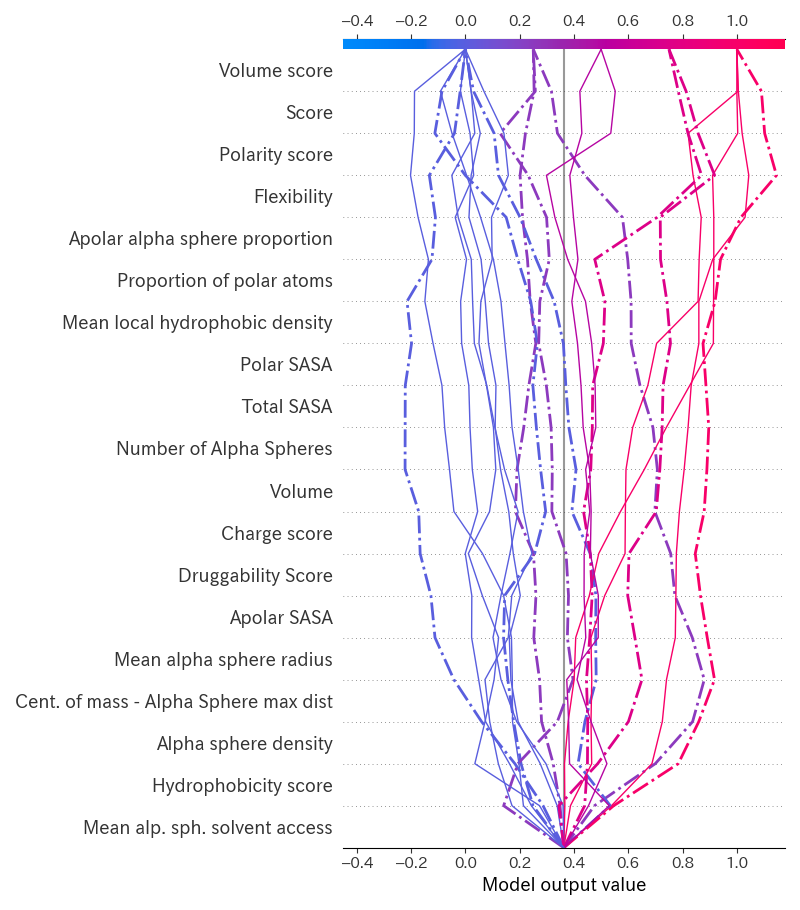 −0.4 −0.2 0.0 0.2 0.4 0.6 0.8 1.0
Volume score
Score
Polarity score
Flexibility
Apolar alpha sphere proportion
Proportion of polar atoms
Mean local hydrophobic density
Polar SASA
Total SASA
Number of Alpha Spheres
Volume
Charge score
Druggability Score
Apolar SASA
Mean alpha sphere radius
Cent. of mass - Alpha Sphere max dist
Alpha sphere density
Hydrophobicity score
Mean alp. sph. solvent access
−0.4 −0.2 0.0 0.2 0.4 0.6 0.8 1.0
Model output value